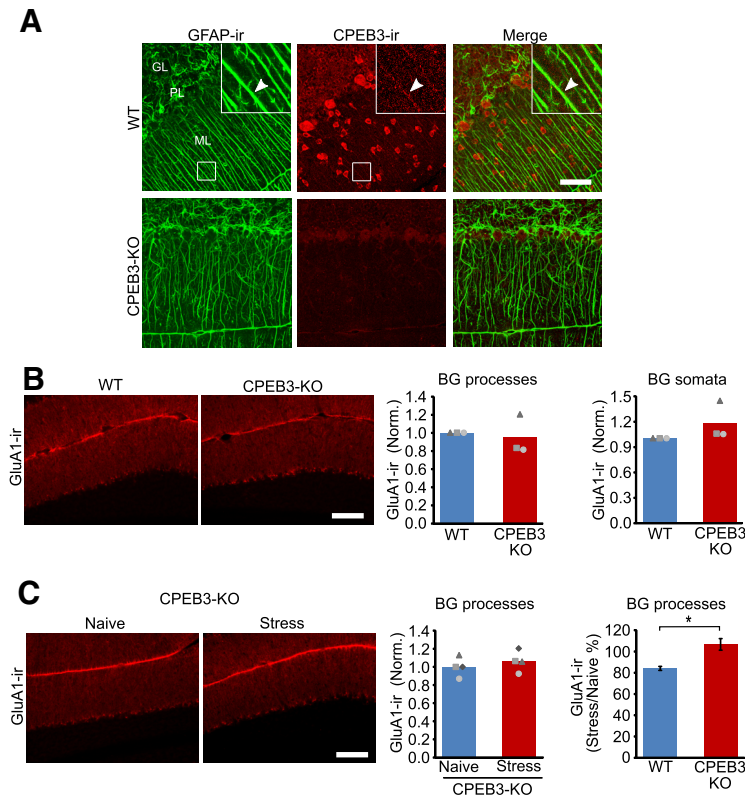 A
GFAP-ir CPEB3-ir Merge
WT
GL
PL
ML
CPEB3-KO
B
WT CPEB3-KO
GluA1-ir
BG processes
GluA1-ir (Norm.)
1.4
1.2
1.0
0.8
0.6
0.4
0.2
0.0
WT CPEB3
KO
BG somata
GluA1-ir (Norm.)
1.5
1.2
0.9
0.6
0.3
0.0
WT CPEB3
KO
C
CPEB3-KO
Naive Stress
GluA1-ir
BG processes
GluA1-ir (Norm.)
1.4
1.2
1.0
0.8
0.6
0.4
0.2
0
Naive Stress
CPEB3-KO
BG processes
GluA1-ir
(Stress/Naive %)
120
100
80
60
40
20
0
*
WT CPEB3
KO